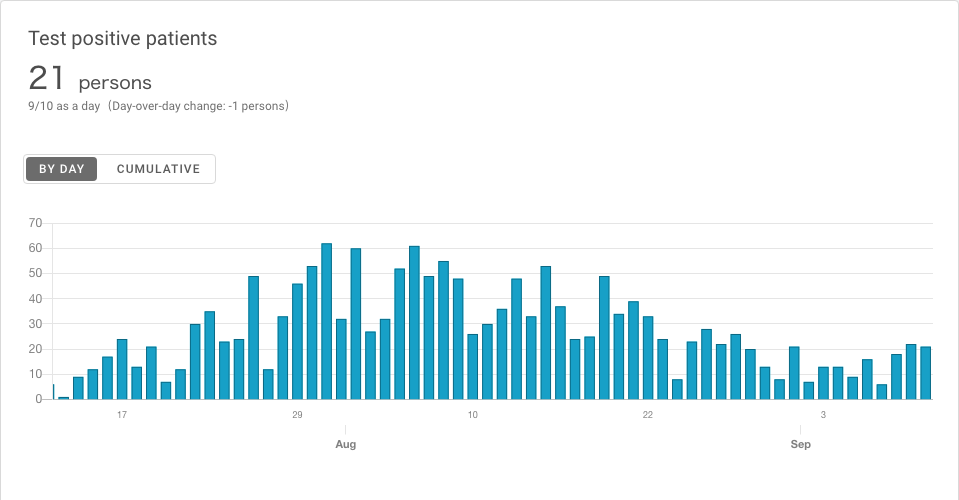 Test positive patients
21 persons
9/10 as a day（Day-over-day change: -1 persons）
BY DAY CUMULATIVE
70
60
50
40
30
20
10
0
17 29 10 22 3
Aug Sep